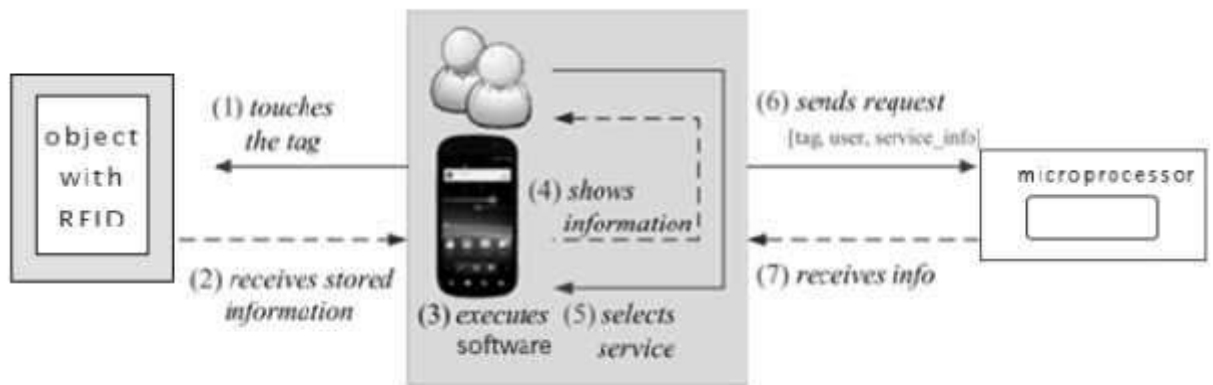 object
with
RFID
(1) touches
the tag
(2) receives stored
information
(3) executes
software
(4) shows
information
(5) selects
service
(6) sends request
[tag, user, service_info]
microprocessor
(7) receives info